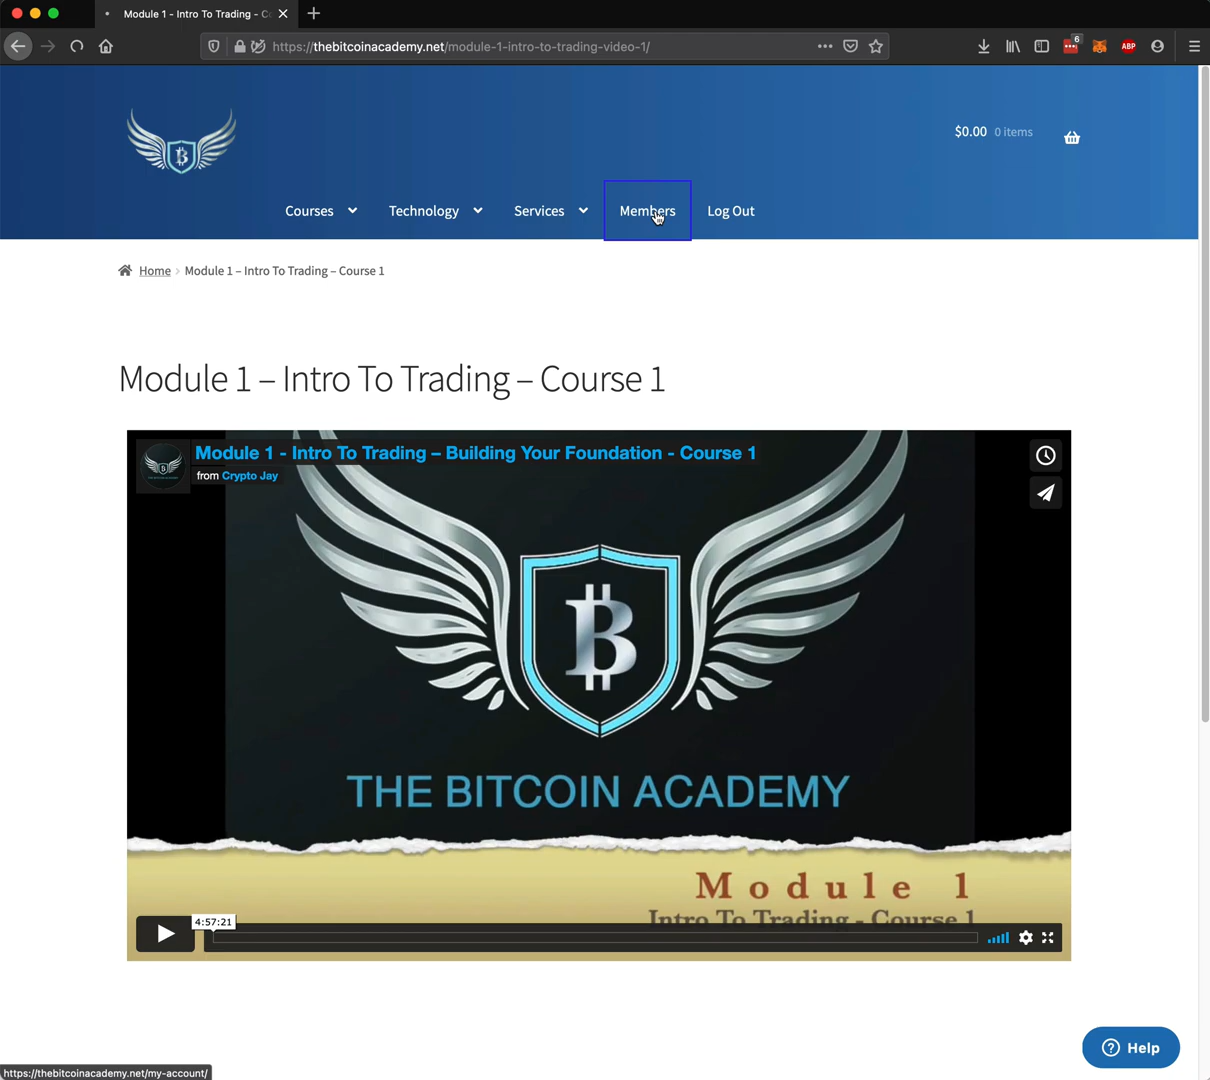 Module 1 - Intro To Trading - C
6
https://thebitcoinacademy.net/module-1-intro-to-trading-video-1/
ABP
$0.00 0 items
Courses Technology Services Members Log Out
Home › Module 1 – Intro To Trading – Course 1
Module 1 – Intro To Trading – Course 1
Module 1 - Intro To Trading – Building Your Foundation - Course 1
from Crypto Jay
THE BITCOIN ACADEMY
Module 1
Intro To Trading - Course 1
4:57:21
Help
https://thebitcoinacademy.net/my-account/